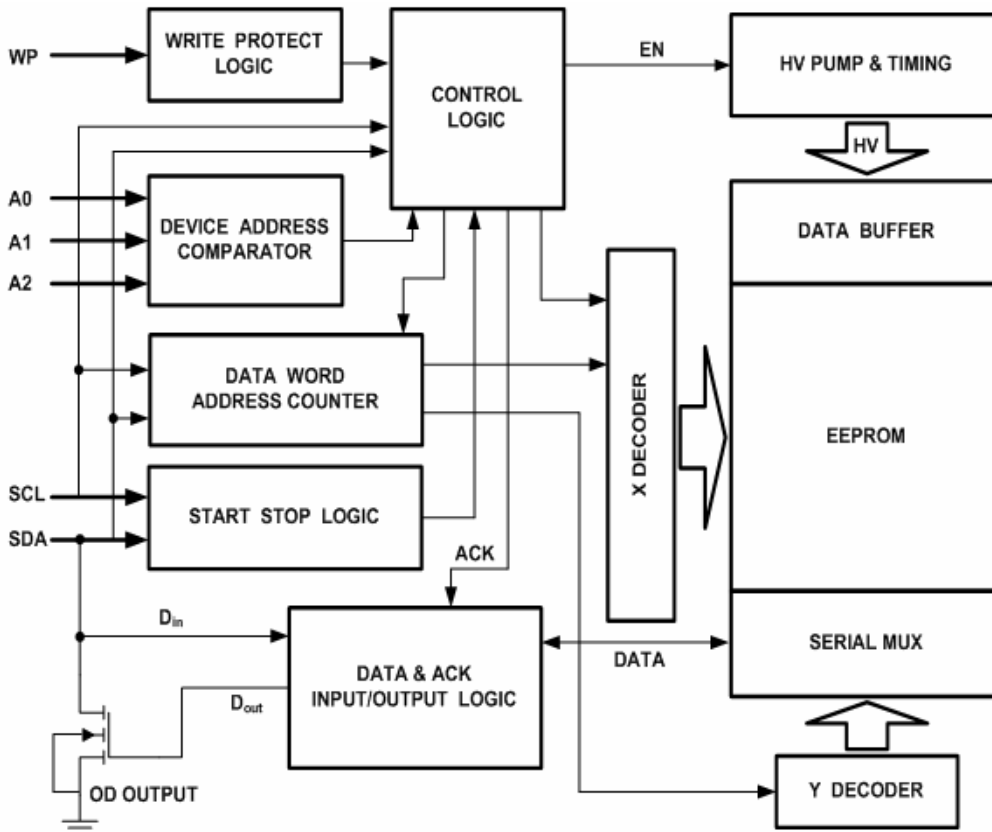 WP
WRITE PROTECT
LOGIC
CONTROL
LOGIC
EN
HV PUMP & TIMING
HV
A0
A1
A2
DEVICE ADDRESS
COMPARATOR
DATA BUFFER
DATA WORD
ADDRESS COUNTER
X DECODER
EEPROM
SCL
SDA
START STOP LOGIC
ACK
Din
DATA & ACK
INPUT/OUTPUT LOGIC
DATA
SERIAL MUX
Dout
OD OUTPUT
Y DECODER